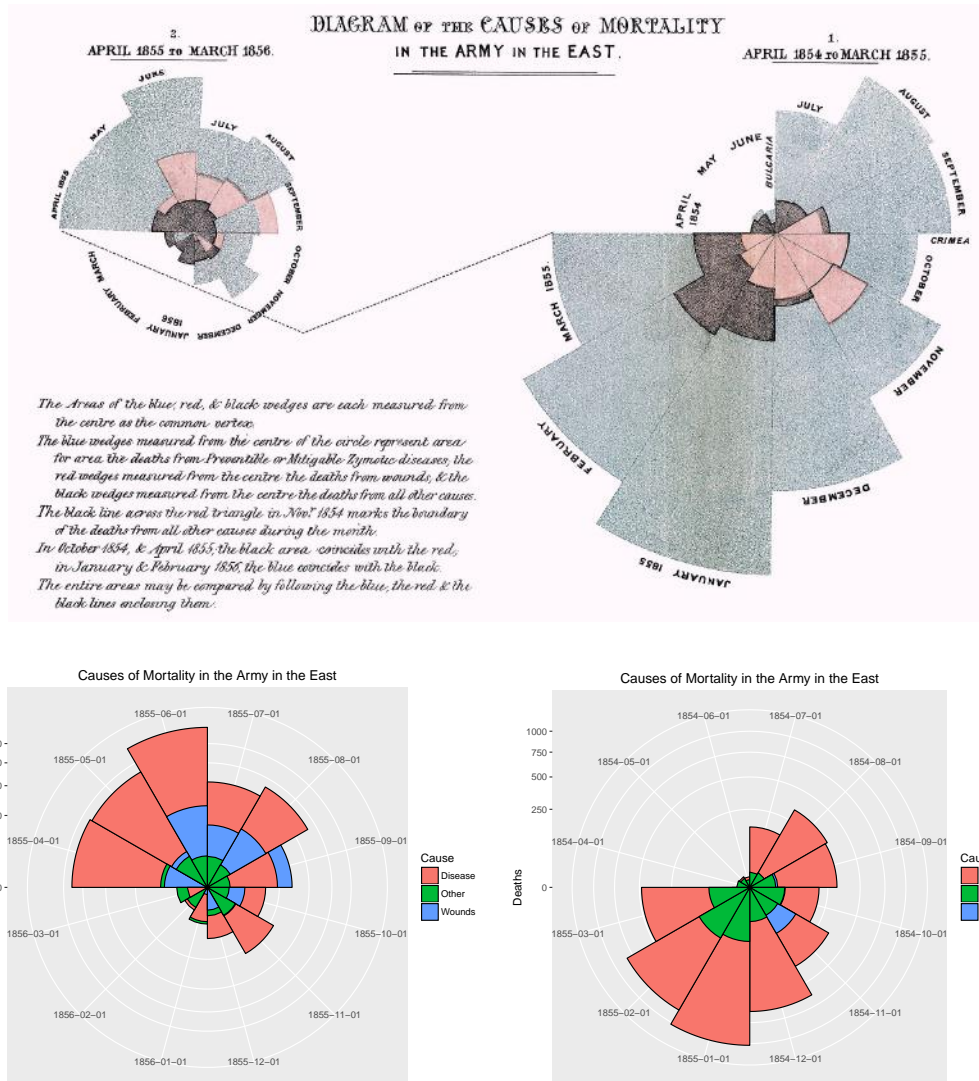 DIAGRAM OF THE CAUSES OF MORTALITY
IN THE ARMY IN THE EAST.
2.
APRIL 1855 TO MARCH 1856.
1.
APRIL 1854 TO MARCH 1855.
JUNE
MAY
JULY
AUGUST
APRIL 1855
SEPTEMBER
OCTOBER
NOVEMBER
DECEMBER
JANUARY
1856
FEBRUARY
MARCH
APRIL
1854
MAY
JUNE
BULGARIA
JULY
AUGUST
SEPTEMBER
CRIMEA
OCTOBER
NOVEMBER
DECEMBER
JANUARY 1855
FEBRUARY
MARCH 1855.
The Areas of the blue, red, & black wedges are each measured from
the centre as the common vertex.
The blue wedges measured from the centre of the circle represent area
for area the deaths from Preventible or Mitigable Zymotic diseases, the
red wedges measured from the centre the deaths from wounds, & the
black wedges measured from the centre the deaths from all other causes.
The black line across the red triangle in Novr. 1854 marks the boundary
of the deaths from all other causes during the month.
In October 1854, & April 1855, the black area coincides with the red,
in January & February 1856, the blue coincides with the black.
The entire areas may be compared by following the blue, the red & the
black lines enclosing them.
Causes of Mortality in the Army in the East
1855−06−01
1855−07−01
1855−05−01
1855−08−01
1855−04−01
1855−09−01
0
1856−03−01
1855−10−01
1856−02−01
1855−11−01
1856−01−01
1855−12−01
Cause
Disease
Other
Wounds
Causes of Mortality in the Army in the East
1854−06−01
1854−07−01
1000
750
500
250
0
Deaths
1854−05−01
1854−08−01
1854−04−01
1854−09−01
1855−03−01
1854−10−01
1855−02−01
1854−11−01
1855−01−01
1854−12−01
Cau